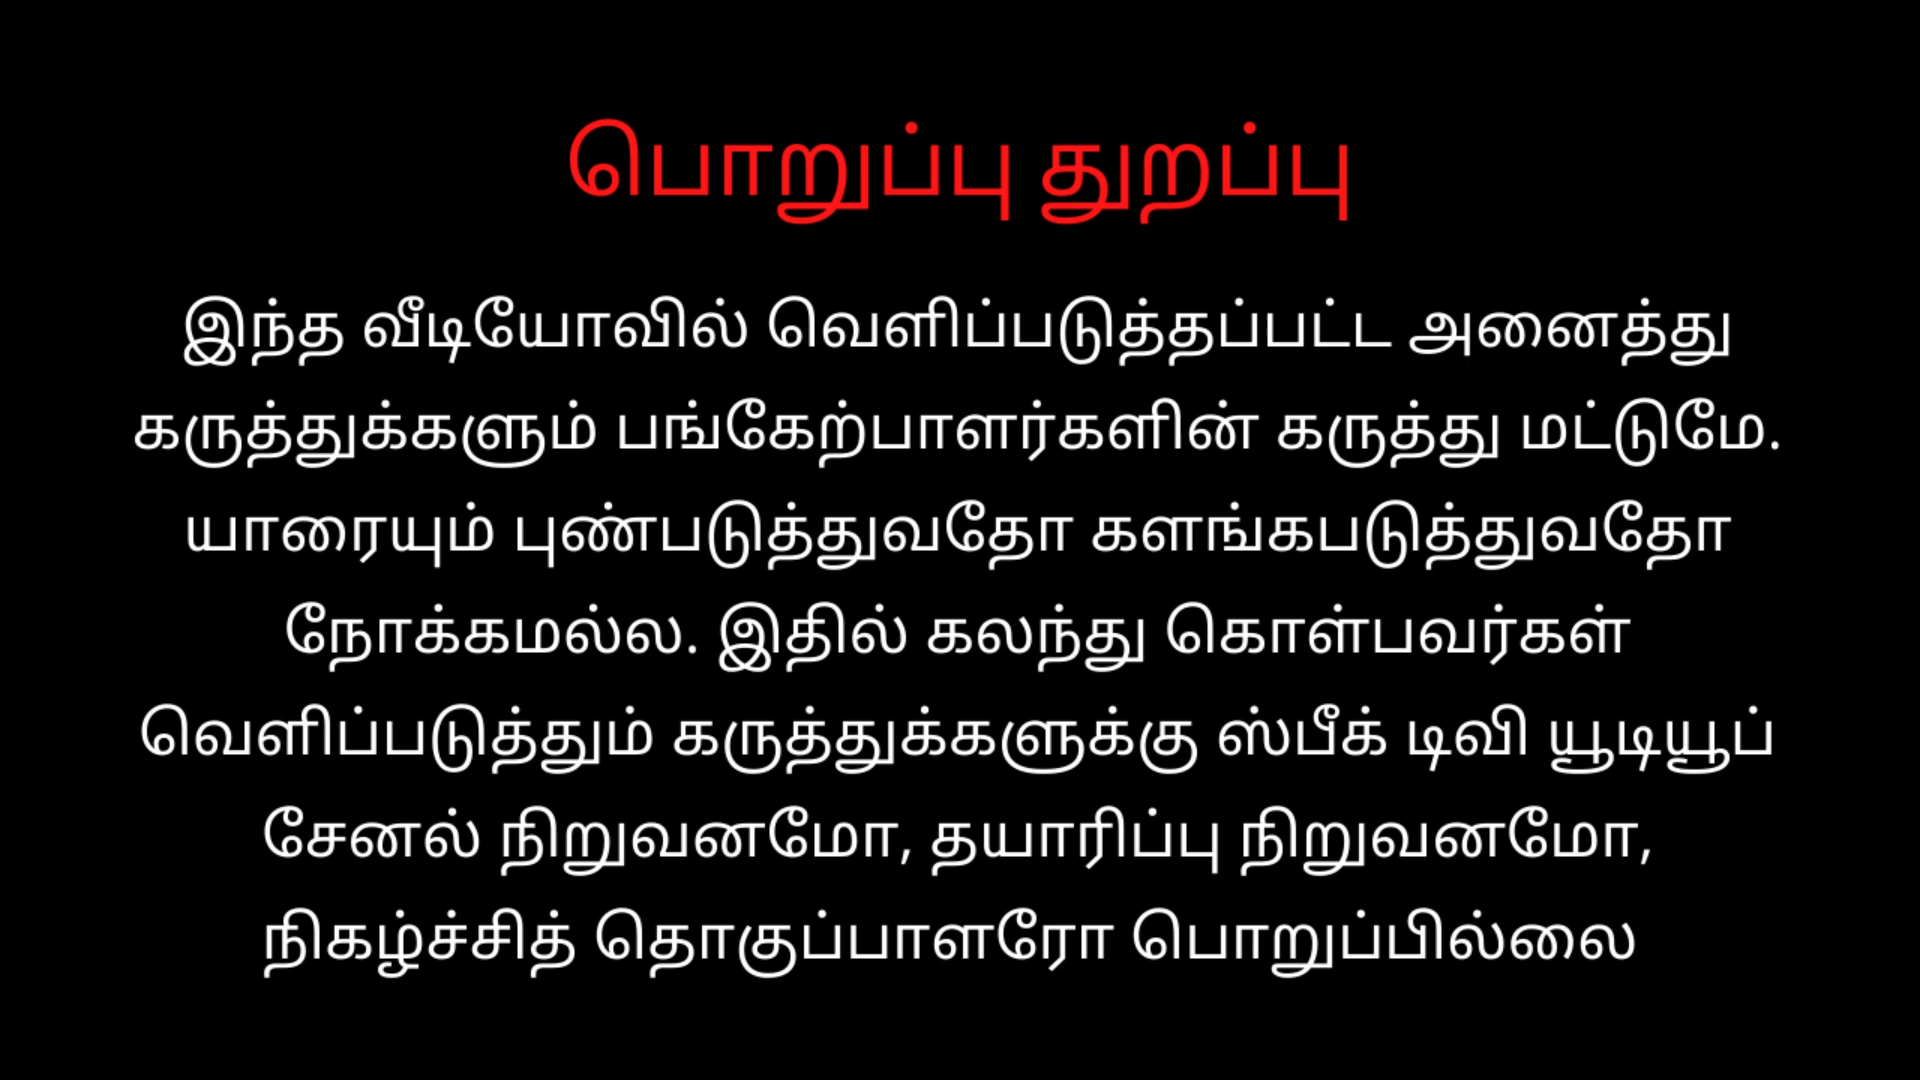 பொறுப்பு துறப்பு
இந்த வீடியோவில் வெளிப்படுத்தப்பட்ட அனைத்து
கருத்துக்களும் பங்கேற்பாளர்களின் கருத்து மட்டுமே.
யாரையும் புண்படுத்துவதோ களங்கபடுத்துவதோ
நோக்கமல்ல. இதில் கலந்து கொள்பவர்கள்
வெளிப்படுத்தும் கருத்துக்களுக்கு ஸ்பீக் டிவி யூடியூப்
சேனல் நிறுவனமோ, தயாரிப்பு நிறுவனமோ,
நிகழ்ச்சித் தொகுப்பாளரோ பொறுப்பில்லை